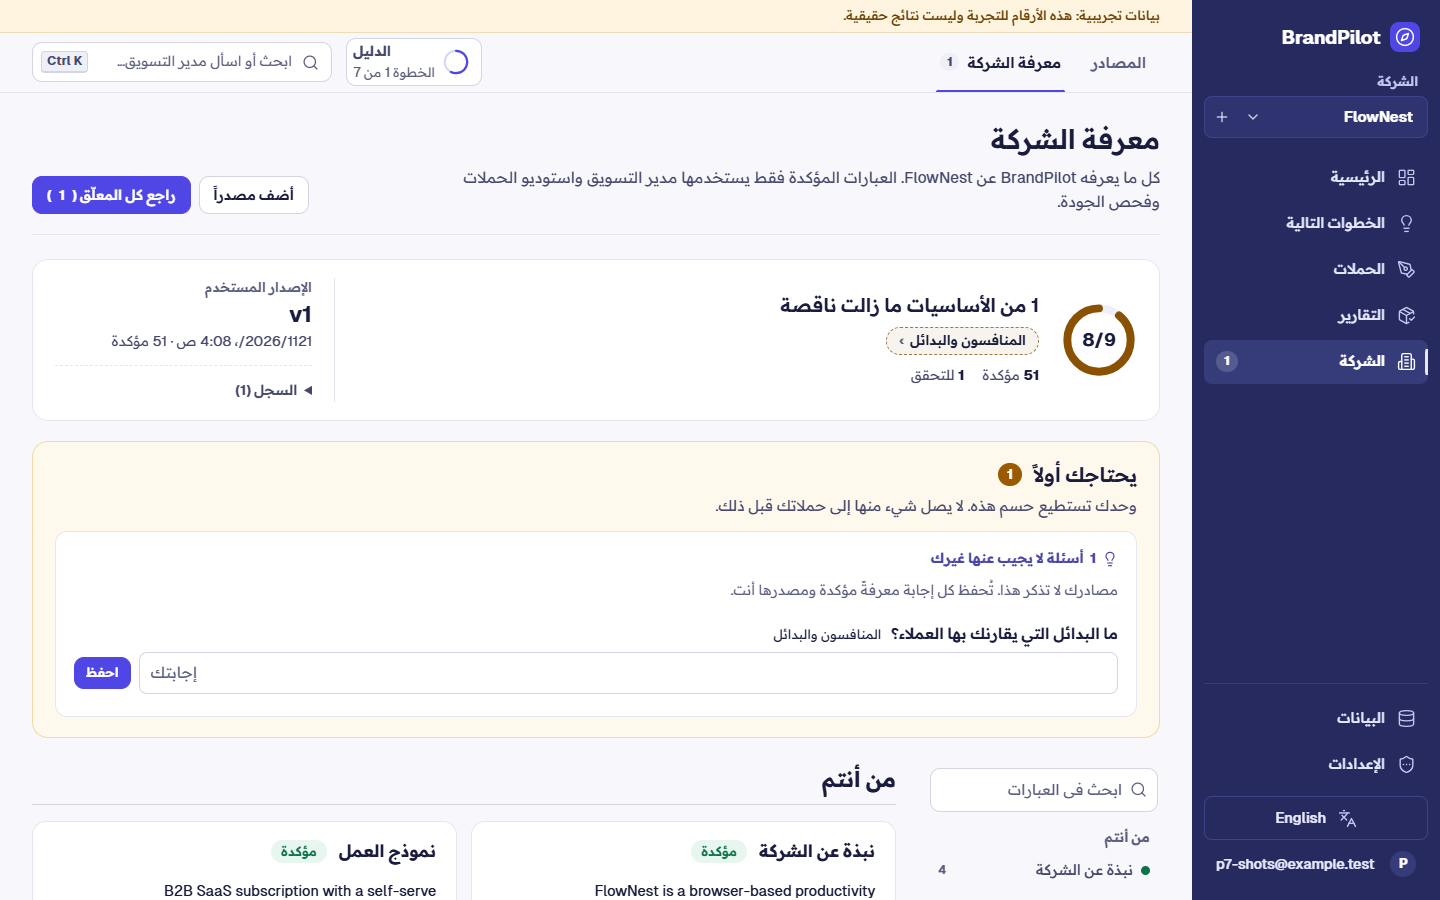 بيانات تجريبية: هذه الأرقام للتجربة وليست نتائج حقيقية.
BrandPilot
الشركة
FlowNest
الرئيسية
الخطوات التالية
الحملات
التقارير
الشركة 1
البيانات
الإعدادات
English
p7-shots@example.test P
المصادر
معرفة الشركة 1
الدليل
الخطوة 1 من 7
ابحث أو اسأل مدير التسويق...
Ctrl K
معرفة الشركة
كل ما يعرفه BrandPilot عن FlowNest. العبارات المؤكدة فقط يستخدمها مدير التسويق واستوديو الحملات
وفحص الجودة.
أضف مصدراً
راجع كل المعلّق ( 1 )
8/9
1 من الأساسيات ما زالت ناقصة
المنافسون والبدائل ›
51 مؤكدة 1 للتحقق
الإصدار المستخدم
v1
2026/1121/، 4:08 ص · 51 مؤكدة
السجل (1)
يحتاجك أولاً 1
وحدك تستطيع حسم هذه. لا يصل شيء منها إلى حملاتك قبل ذلك.
1 أسئلة لا يجيب عنها غيرك
مصادرك لا تذكر هذا. تُحفظ كل إجابة معرفةً مؤكدة ومصدرها أنت.
ما البدائل التي يقارنك بها العملاء؟ المنافسون والبدائل
إجابتك
احفظ
ابحث في العبارات
من أنتم
نبذة عن الشركة 4
من أنتم
نبذة عن الشركة مؤكدة
FlowNest is a browser-based productivity
نموذج العمل مؤكدة
B2B SaaS subscription with a self-serve